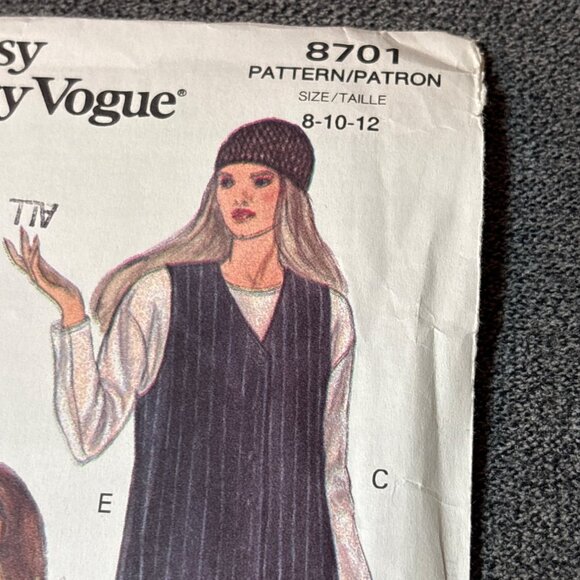 sy
y Vogue®
8701
PATTERN/PATRON
SIZE/TAILLE
8-10-12
ALL
E
C